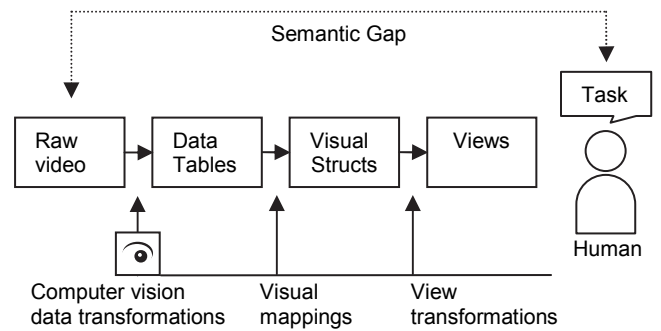 Semantic Gap
Task
Raw
video
Data
Tables
Visual
Structs
Views
Human
Computer vision
data transformations
Visual
mappings
View
transformations